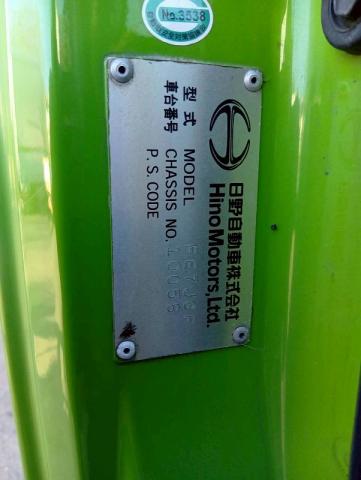 No.3538
日野自動車株式会社
Hino Motors, Ltd.
型式 MODEL
車台番号 CHASSIS NO. 10056
P. S. CODE